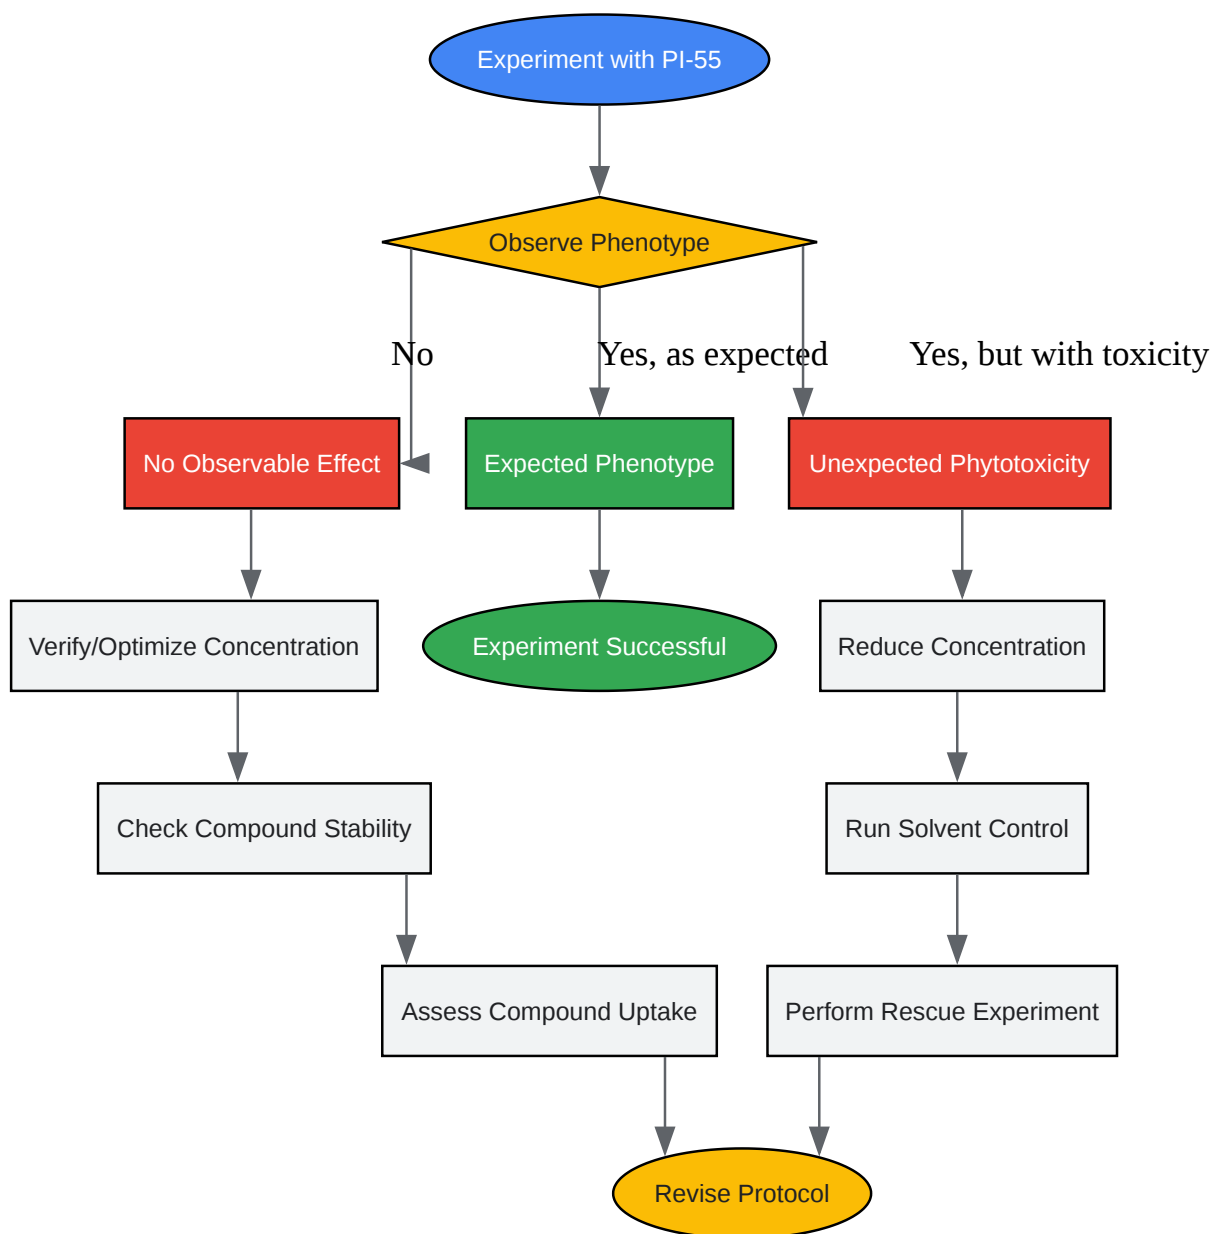 Experiment with PI-55
Observe Phenotype
No
Yes, as expected
Yes, but with toxicity
No Observable Effect
Expected Phenotype
Unexpected Phytotoxicity
Verify/Optimize Concentration
Experiment Successful
Reduce Concentration
Check Compound Stability
Run Solvent Control
Assess Compound Uptake
Perform Rescue Experiment
Revise Protocol